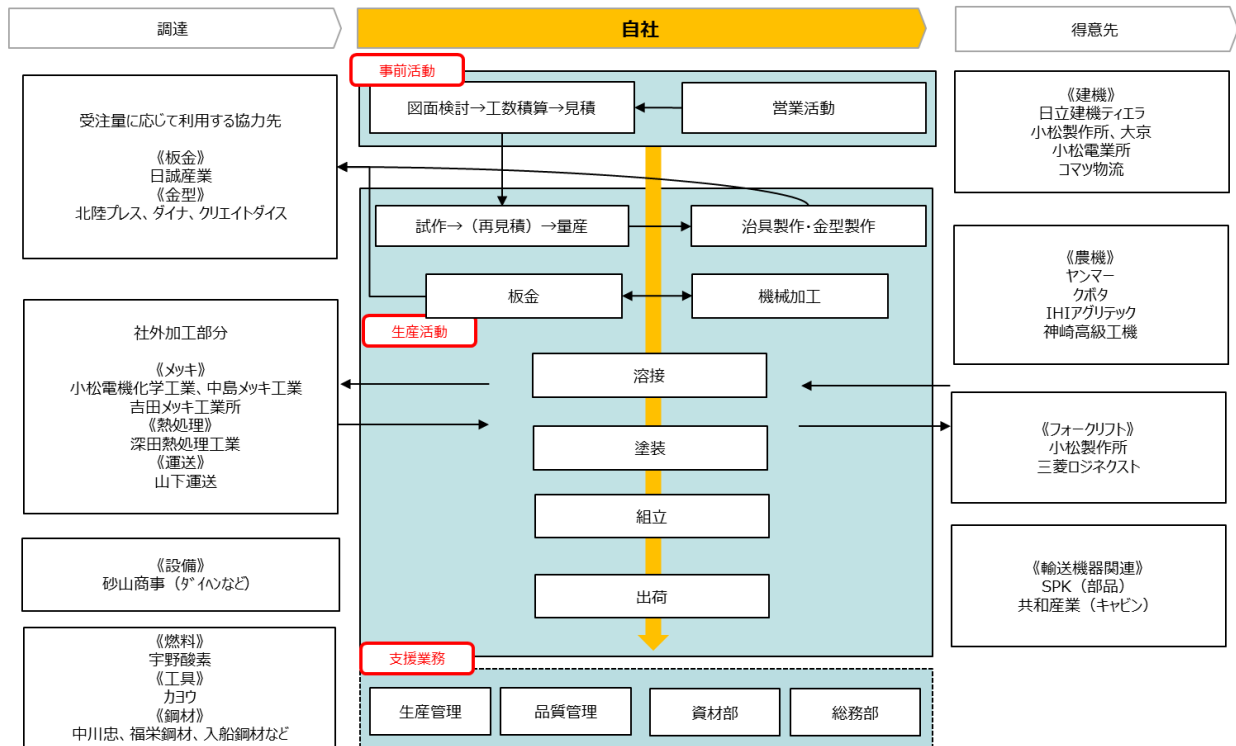 調達
自社
得意先
受注量に応じて利用する協力先
《板金》
日誠産業
《金型》
北陸プレス、ダイナ、クリエイトダイス
社外加工部分
《メッキ》
小松電機化学工業、中島メッキ工業
吉田メッキ工業所
《熱処理》
深田熱処理工業
《運送》
山下運送
《設備》
砂山商事（ダイヘンなど）
《燃料》
宇野酸素
《工具》
カヨウ
《鋼材》
中川忠、福栄鋼材、入船鋼材など
事前活動
図面検討→工数積算→見積
営業活動
試作→（再見積）→量産
治具製作・金型製作
板金
機械加工
生産活動
溶接
塗装
組立
出荷
支援業務
生産管理
品質管理
資材部
総務部
《建機》
日立建機ティエラ
小松製作所、大京
小松電業所
コマツ物流
《農機》
ヤンマー
クボタ
IHIアグリテック
神崎高級工機
《フォークリフト》
小松製作所
三菱ロジネクスト
《輸送機器関連》
SPK（部品）
共和産業（キャビン）